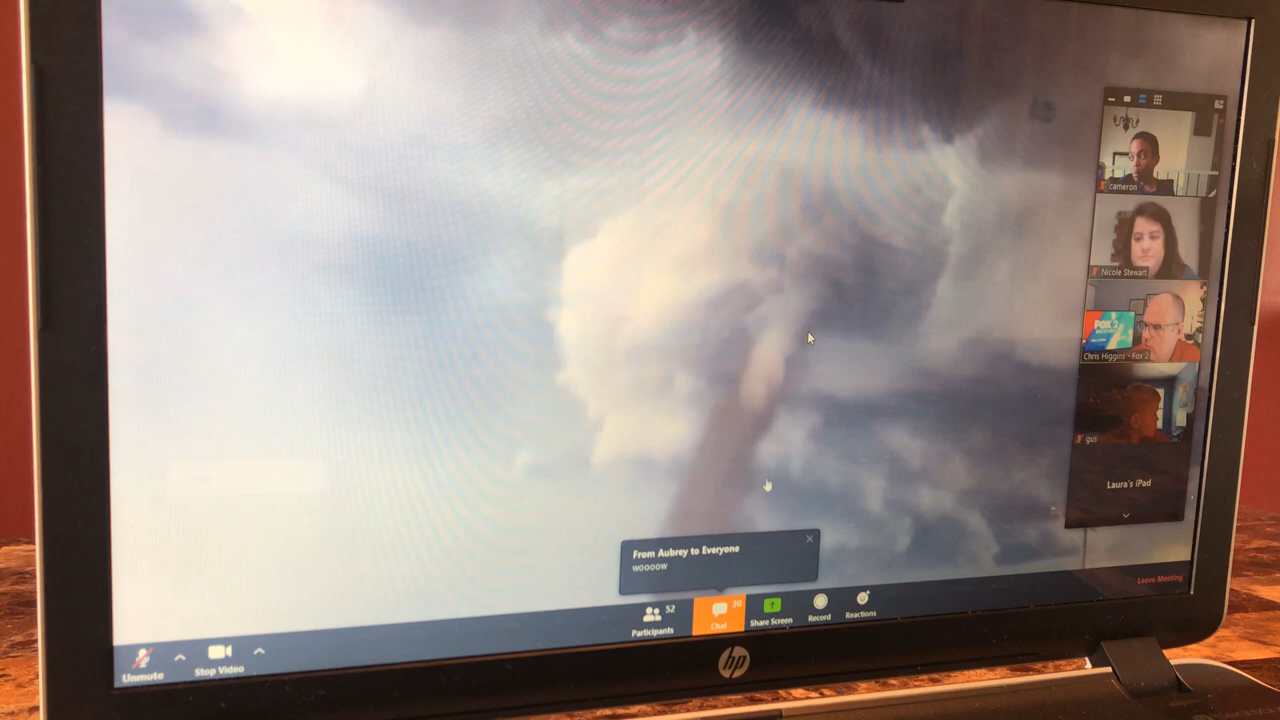 cameron
Nicole Stewart
FOX 2
Chris Higgins - Fox 2
gus
Laura's iPad
From Aubrey to Everyone
WOOOOW
52
Participants
30
Chat
Share Screen
Record
Reactions
Leave Meeting
Unmute
Stop Video
hp